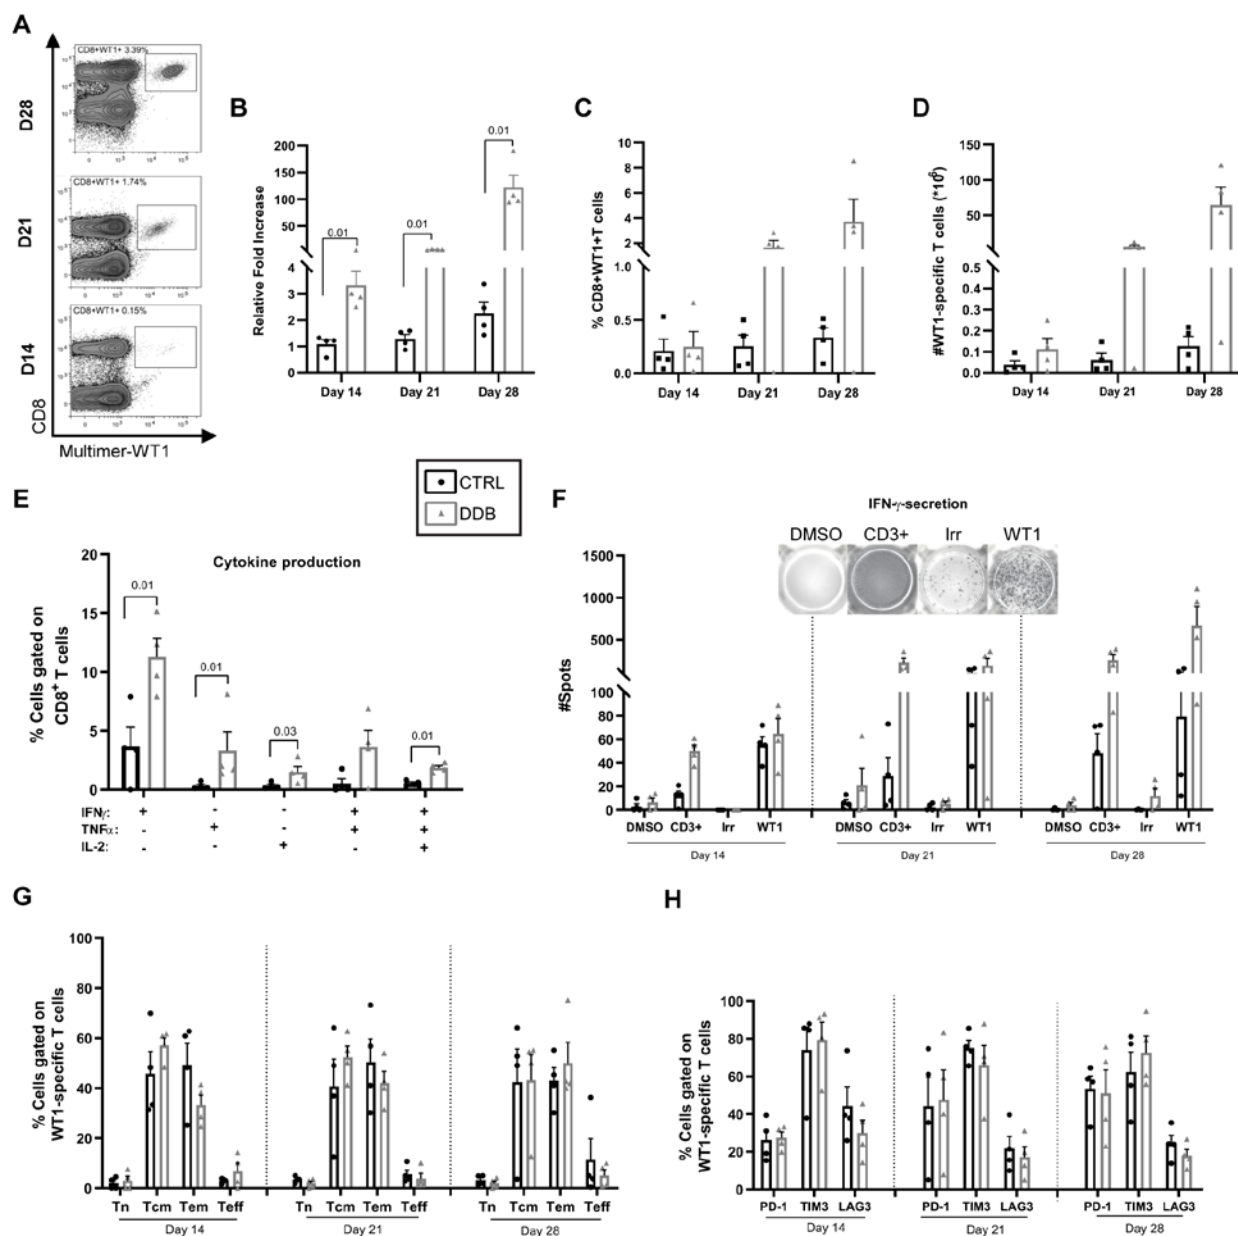 A
CD8+WT1+ 3.39%
D28
CD8+WT1+ 1.74%
D21
CD8+WT1+ 0.15%
D14
CD8
Multimer-WT1
B
Relative Fold Increase
200
150
100
50
4
3
2
1
0
0.01
0.01
0.01
Day 14 Day 21 Day 28
C
% CD8+WT1+T cells
10
8
6
4
2
1.0
0.5
0.0
Day 14 Day 21 Day 28
D
#WT1-specific T cells (*10⁶)
150
100
50
0.5
0.4
0.3
0.2
0.1
0.0
Day 14 Day 21 Day 28
CTRL
DDB
E
Cytokine production
% Cells gated on
CD8⁺ T cells
20
15
10
5
0
0.01
0.01
0.03
0.01
IFNγ: + - - + +
TNFα: - + - + +
IL-2: - - + - +
F
IFN-γ-secretion
DMSO CD3+ Irr WT1
#Spots
1500
1000
500
100
80
60
40
20
0
DMSO CD3+ Irr WT1 DMSO CD3+ Irr WT1 DMSO CD3+ Irr WT1
Day 14 Day 21 Day 28
G
% Cells gated on
WT1-specific T cells
100
80
60
40
20
0
Tn Tcm Tem Teff Tn Tcm Tem Teff Tn Tcm Tem Teff
Day 14 Day 21 Day 28
H
% Cells gated on
WT1-specific T cells
100
80
60
40
20
0
PD-1 TIM3 LAG3 PD-1 TIM3 LAG3 PD-1 TIM3 LAG3
Day 14 Day 21 Day 28